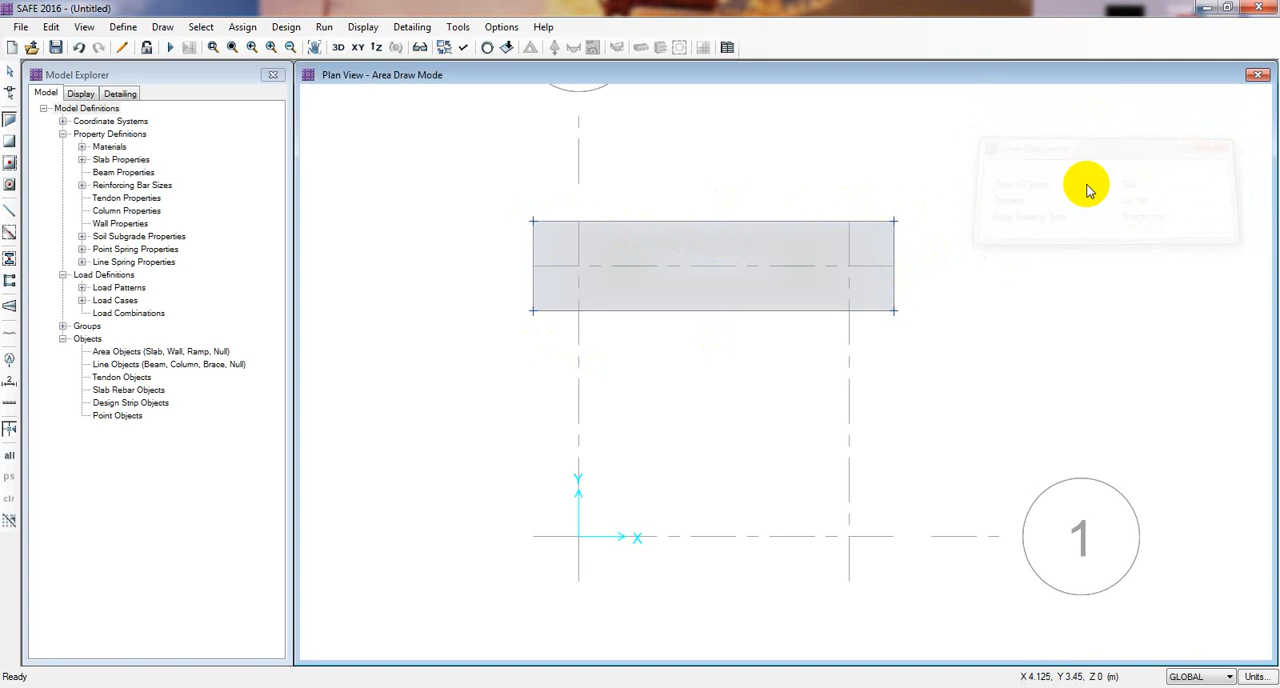 SAFE 2016 - (Untitled)
File Edit View Define Draw Select Assign Design Run Display Detailing Tools Options Help
3D XY
Model Explorer
Model Display Detailing
Model Definitions
Coordinate Systems
Property Definitions
Materials
Slab Properties
Beam Properties
Reinforcing Bar Sizes
Tendon Properties
Column Properties
Wall Properties
Soil Subgrade Properties
Point Spring Properties
Line Spring Properties
Load Definitions
Load Patterns
Load Cases
Load Combinations
Groups
Objects
Area Objects (Slab, Wall, Ramp, Null)
Line Objects (Beam, Column, Brace, Null)
Tendon Objects
Slab Rebar Objects
Design Strip Objects
Point Objects
all
ps
clr
Plan View - Area Draw Mode
Y
X
1
Ready
X 4.125, Y 3.45, Z 0 (m)
GLOBAL
Units...